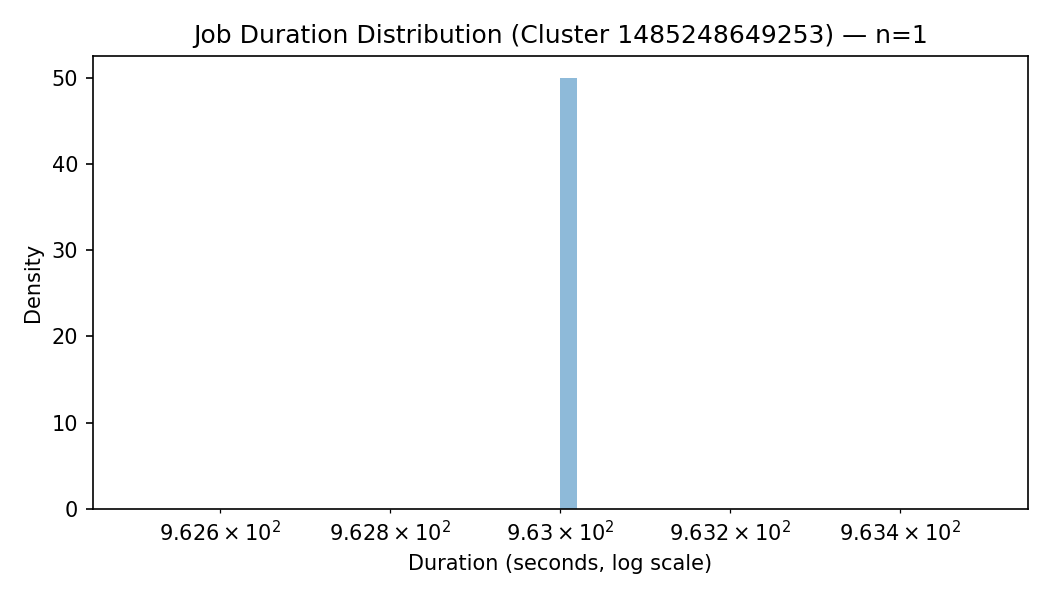 Job Duration Distribution (Cluster 1485248649253) — n=1
Density
50
40
30
20
10
0
9.626 × 10² 9.628 × 10² 9.63 × 10² 9.632 × 10² 9.634 × 10²
Duration (seconds, log scale)